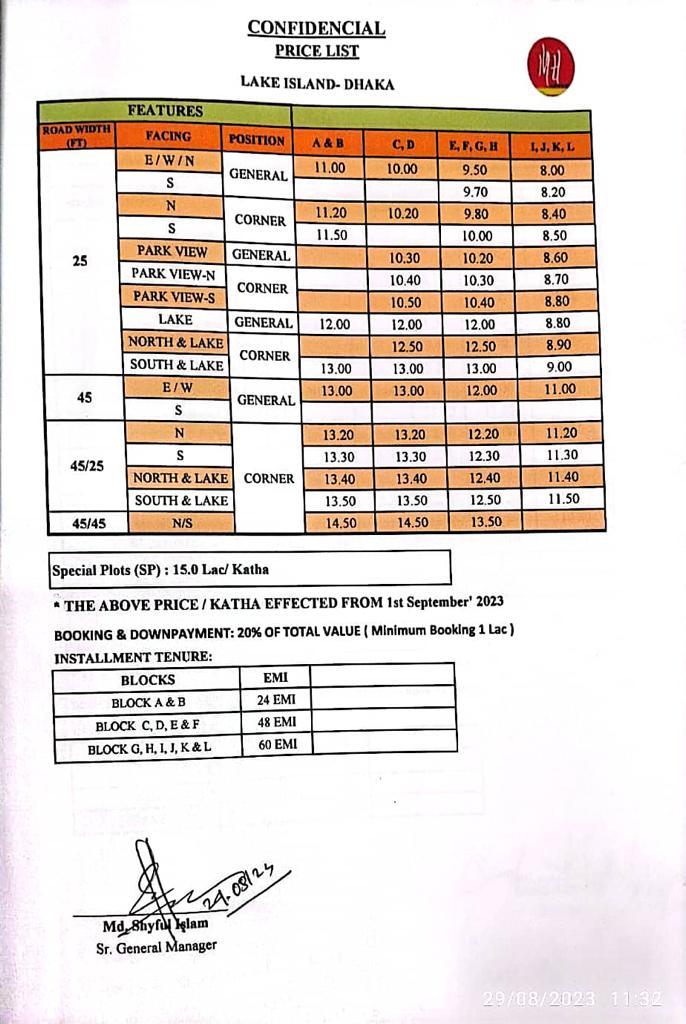 CONFIDENCIAL
PRICE LIST
LAKE ISLAND- DHAKA
MH
FEATURES
ROAD WIDTH (FT) FACING POSITION A & B C, D E, F, G, H I, J, K, L
25 E / W / N GENERAL 11.00 10.00 9.50 8.00
S 9.70 8.20
N CORNER 11.20 10.20 9.80 8.40
S 11.50 10.00 8.50
PARK VIEW GENERAL 10.30 10.20 8.60
PARK VIEW-N CORNER 10.40 10.30 8.70
PARK VIEW-S 10.50 10.40 8.80
LAKE GENERAL 12.00 12.00 12.00 8.80
NORTH & LAKE CORNER 12.50 12.50 8.90
SOUTH & LAKE 13.00 13.00 13.00 9.00
45 E / W GENERAL 13.00 13.00 12.00 11.00
S
45/25 N CORNER 13.20 13.20 12.20 11.20
S 13.30 13.30 12.30 11.30
NORTH & LAKE 13.40 13.40 12.40 11.40
SOUTH & LAKE 13.50 13.50 12.50 11.50
45/45 N/S 14.50 14.50 13.50
Special Plots (SP) : 15.0 Lac/ Katha
* THE ABOVE PRICE / KATHA EFFECTED FROM 1st September' 2023
BOOKING & DOWNPAYMENT: 20% OF TOTAL VALUE ( Minimum Booking 1 Lac )
INSTALLMENT TENURE:
BLOCKS EMI
BLOCK A & B 24 EMI
BLOCK C, D, E & F 48 EMI
BLOCK G, H, I, J, K & L 60 EMI
29.08/23
Md. Shyful Islam
Sr. General Manager
29/08/2023 11:32